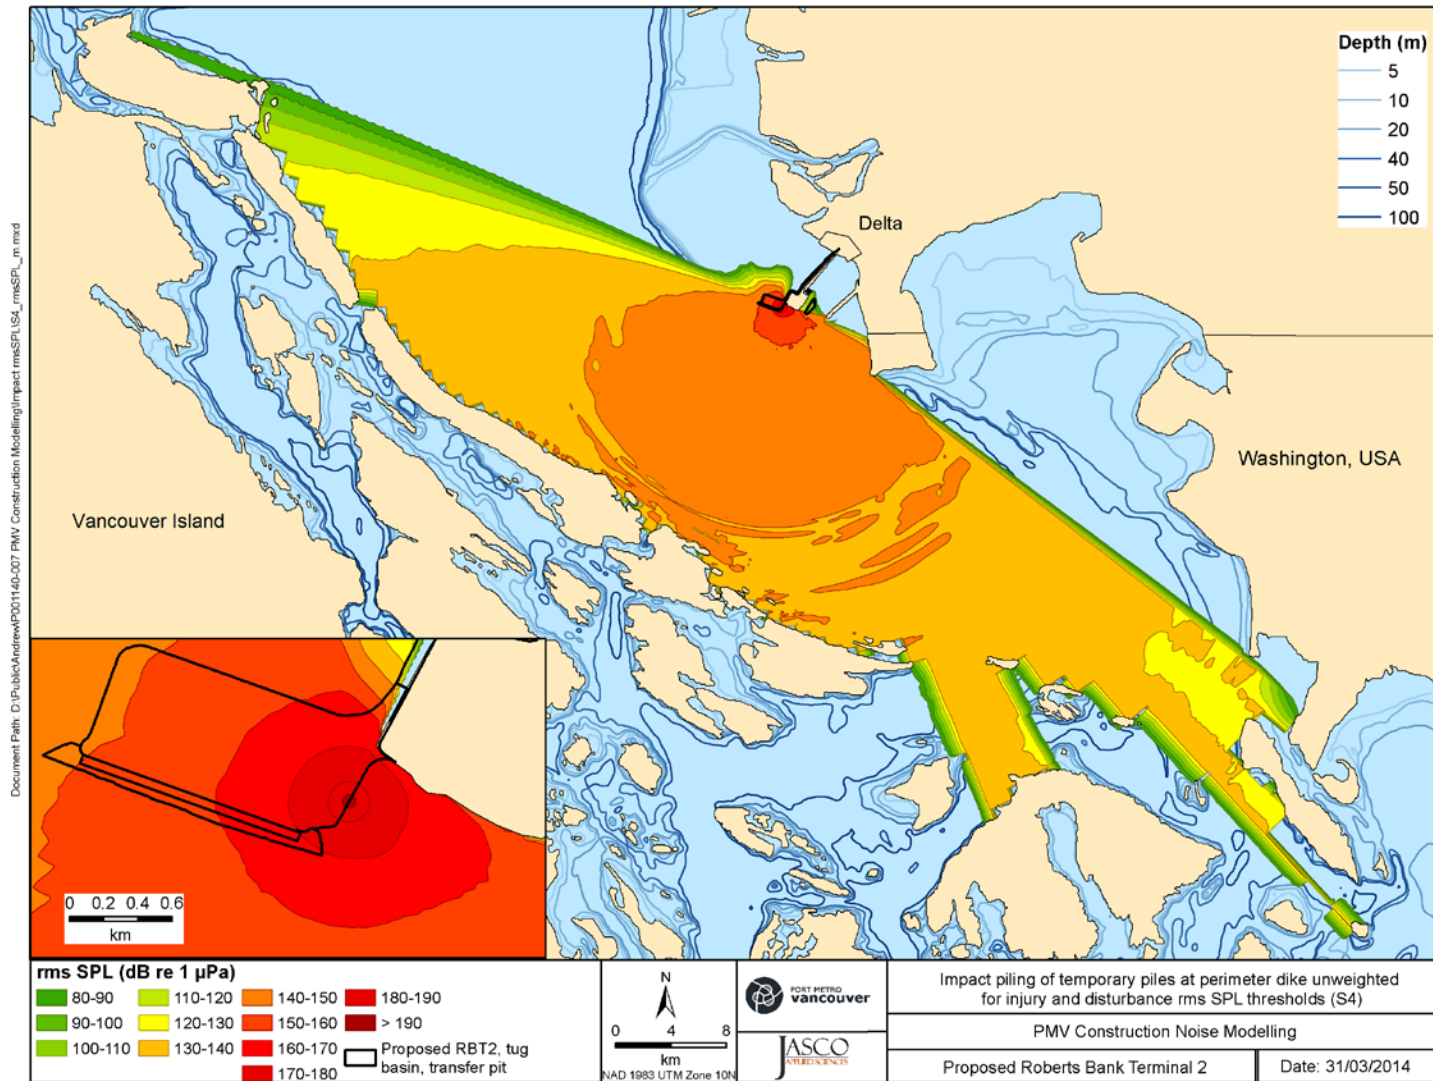 Depth (m)
5
10
20
40
50
100
Delta
Washington, USA
Vancouver Island
Document Path: D:\Public\Andrew\P001140-007 PMV Construction Modelling\Impact rmsSPL\S4_rmsSPL_m.mxd
0 0.2 0.4 0.6
km
rms SPL (dB re 1 µPa)
80-90
90-100
100-110
110-120
120-130
130-140
140-150
150-160
160-170
170-180
180-190
> 190
Proposed RBT2, tug
basin, transfer pit
N
0 4 8
km
NAD 1983 UTM Zone 10N
PORT METRO
vancouver
JASCO
APPLIED SCIENCES
Impact piling of temporary piles at perimeter dike unweighted
for injury and disturbance rms SPL thresholds (S4)
PMV Construction Noise Modelling
Proposed Roberts Bank Terminal 2
Date: 31/03/2014